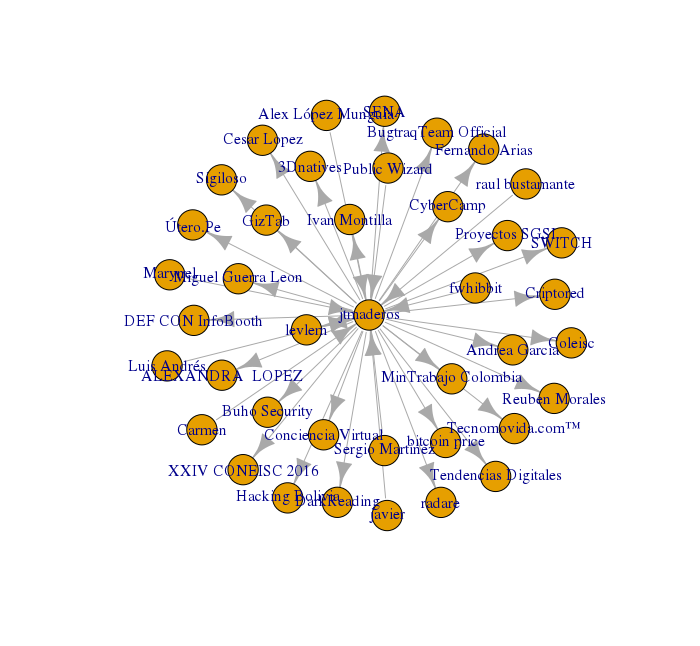 Alex López Munguía
SENA
BugtraqTeam Official
Cesar Lopez
Fernando Arias
3Dnatives
Public Wizard
Sigiloso
raul bustamante
CyberCamp
GizTab
Ivan Montilla
Útero.Pe
Proyectos SGSI
SWITCH
Miguel Guerra Leon
fwhibbit
Criptored
jtmaderos
DEF CON InfoBooth
levlem
Coleisc
Andrea Garcia
Luis Andrés
ALEXANDRA LOPEZ
MinTrabajo Colombia
Reuben Morales
Buho Security
Carmen
Conciencia Virtual
Tecnomovida.com™
bitcoin price
Sergio Martinez
XXIV CONEISC 2016
Tendencias Digitales
Hacking Bolivia
DarkReading
radare
javier